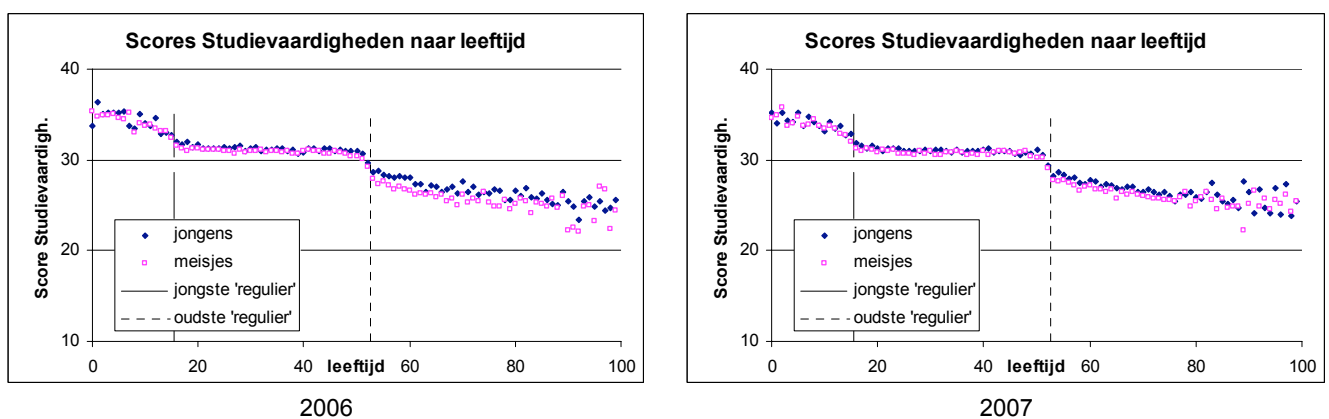 Scores Studievaardigheden naar leeftijd
Score Studievaardigh.
40
30
20
10
jongens
meisjes
jongste 'regulier'
oudste 'regulier'
0 20 40 60 80 100
leeftijd
2006
Scores Studievaardigheden naar leeftijd
Score Studievaardigh.
40
30
20
10
jongens
meisjes
jongste 'regulier'
oudste 'regulier'
0 20 40 60 80 100
leeftijd
2007